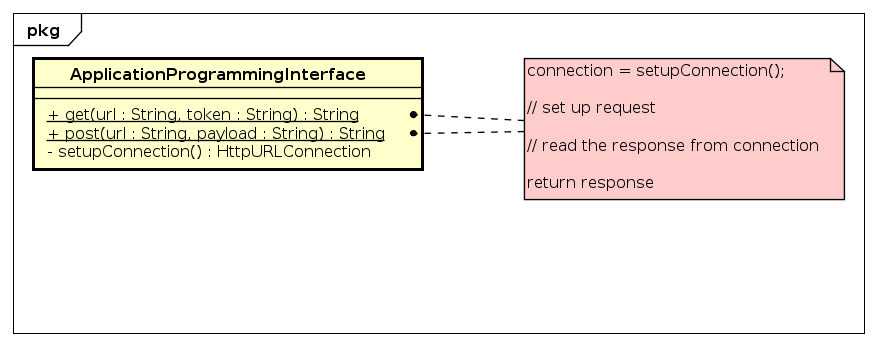 pkg
ApplicationProgrammingInterface
+ get(url : String, token : String) : String
+ post(url : String, payload : String) : String
- setupConnection() : HttpURLConnection
connection = setupConnection();
// set up request
// read the response from connection
return response